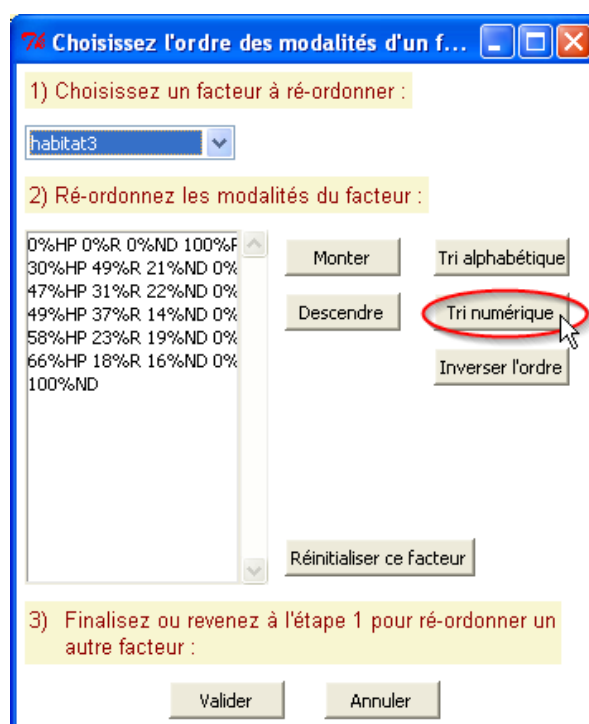 Choisissez l'ordre des modalités d'un f...
1) Choisissez un facteur à ré-ordonner :
habitat3
2) Ré-ordonnez les modalités du facteur :
0%HP 0%R 0%ND 100%F
30%HP 49%R 21%ND 0%
47%HP 31%R 22%ND 0%
49%HP 37%R 14%ND 0%
58%HP 23%R 19%ND 0%
66%HP 18%R 16%ND 0%
100%ND
Monter
Tri alphabétique
Descendre
Tri numérique
Inverser l'ordre
Réinitialiser ce facteur
3) Finalisez ou revenez à l'étape 1 pour ré-ordonner un
autre facteur :
Valider
Annuler